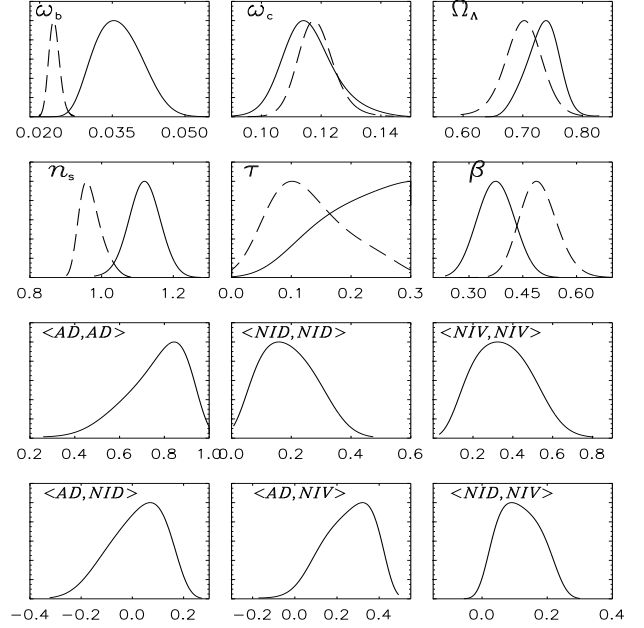 ω_b ω_c Ω_Λ
0.020 0.035 0.050 0.10 0.12 0.14 0.60 0.70 0.80
n_s τ β
0.8 1.0 1.2 0.0 0.1 0.2 0.3 0.30 0.45 0.60
<AD,AD> <NID,NID> <NIV,NIV>
0.2 0.4 0.6 0.8 1.0 0.0 0.2 0.4 0.6 0.0 0.2 0.4 0.6 0.8
<AD,NID> <AD,NIV> <NID,NIV>
−0.4 −0.2 0.0 0.2 −0.2 0.0 0.2 0.4 0.0 0.2 0.4